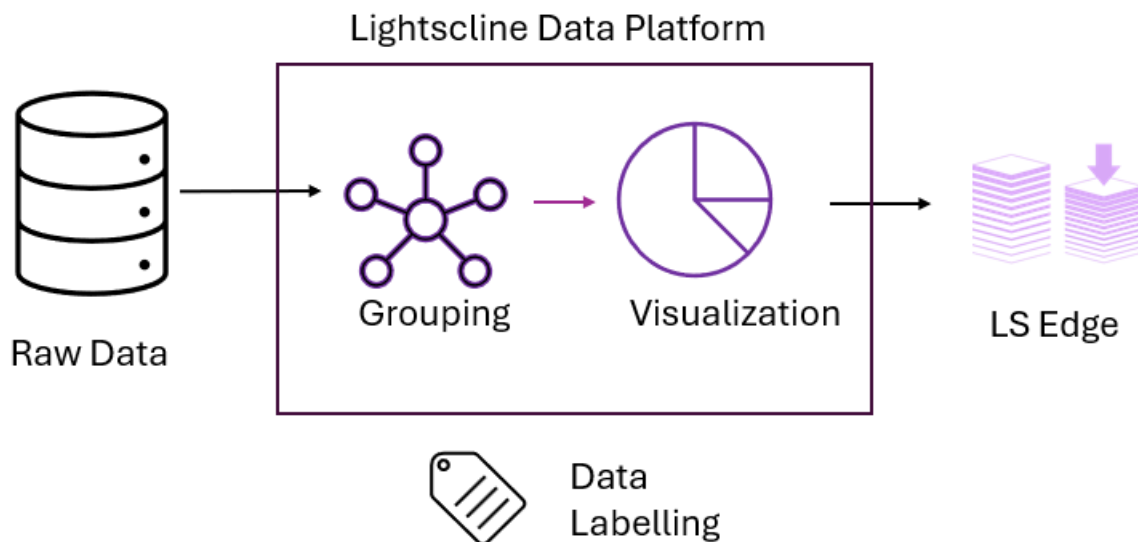 Lightscline Data Platform
Grouping
Visualization
Raw Data
LS Edge
Data
Labelling